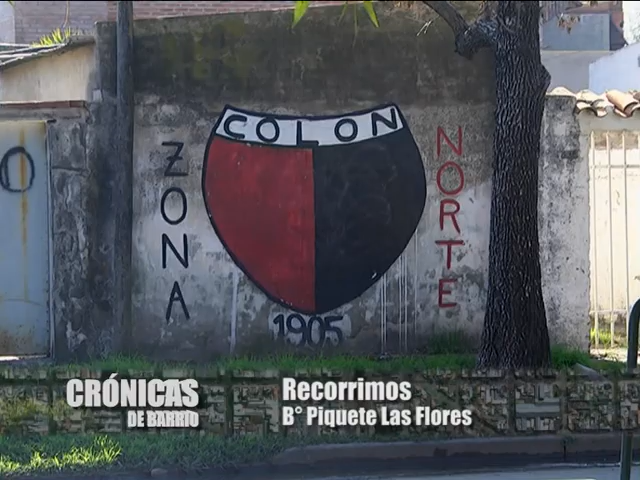 COLON
ZONA
NORTE
1905
O
CRÓNICAS
DE BARRIO
Recorrimos
B° Piquete Las Flores